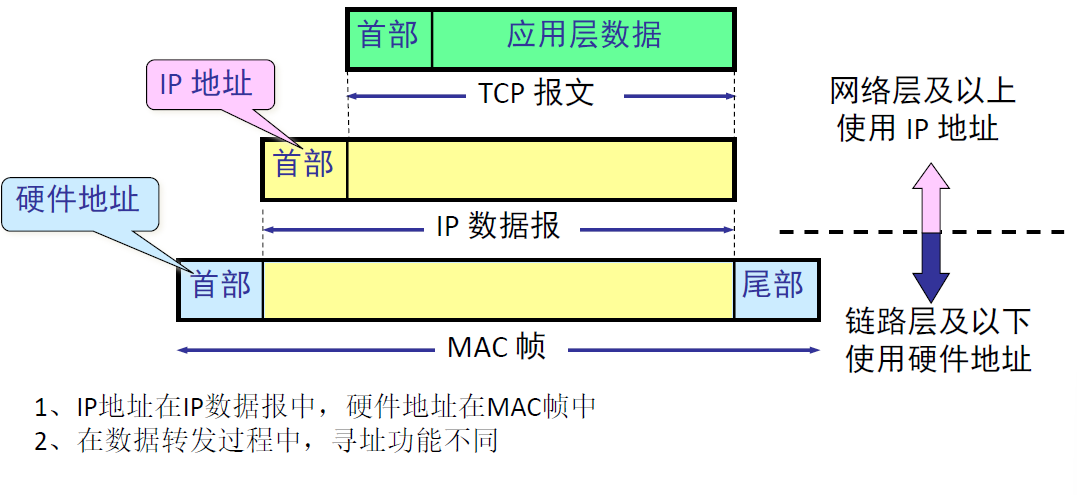 首部 应用层数据
IP 地址
TCP 报文
网络层及以上
使用 IP 地址
首部
硬件地址
IP 数据报
首部 尾部
链路层及以下
使用硬件地址
MAC 帧
1、IP地址在IP数据报中，硬件地址在MAC帧中
2、在数据转发过程中，寻址功能不同